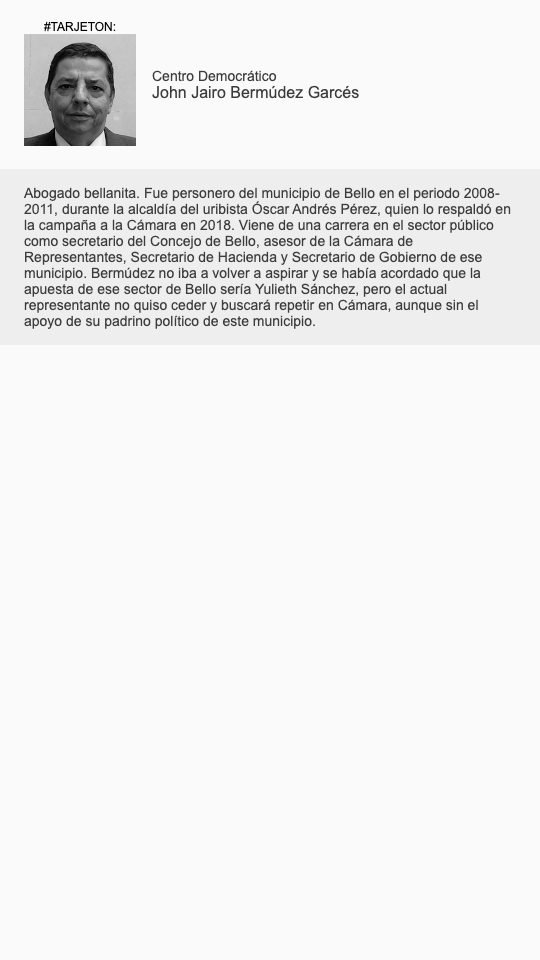 #TARJETON:
Centro Democrático
John Jairo Bermúdez Garcés
Abogado bellanita. Fue personero del municipio de Bello en el periodo 2008-
2011, durante la alcaldía del uribista Óscar Andrés Pérez, quien lo respaldó en
la campaña a la Cámara en 2018. Viene de una carrera en el sector público
como secretario del Concejo de Bello, asesor de la Cámara de
Representantes, Secretario de Hacienda y Secretario de Gobierno de ese
municipio. Bermúdez no iba a volver a aspirar y se había acordado que la
apuesta de ese sector de Bello sería Yulieth Sánchez, pero el actual
representante no quiso ceder y buscará repetir en Cámara, aunque sin el
apoyo de su padrino político de este municipio.